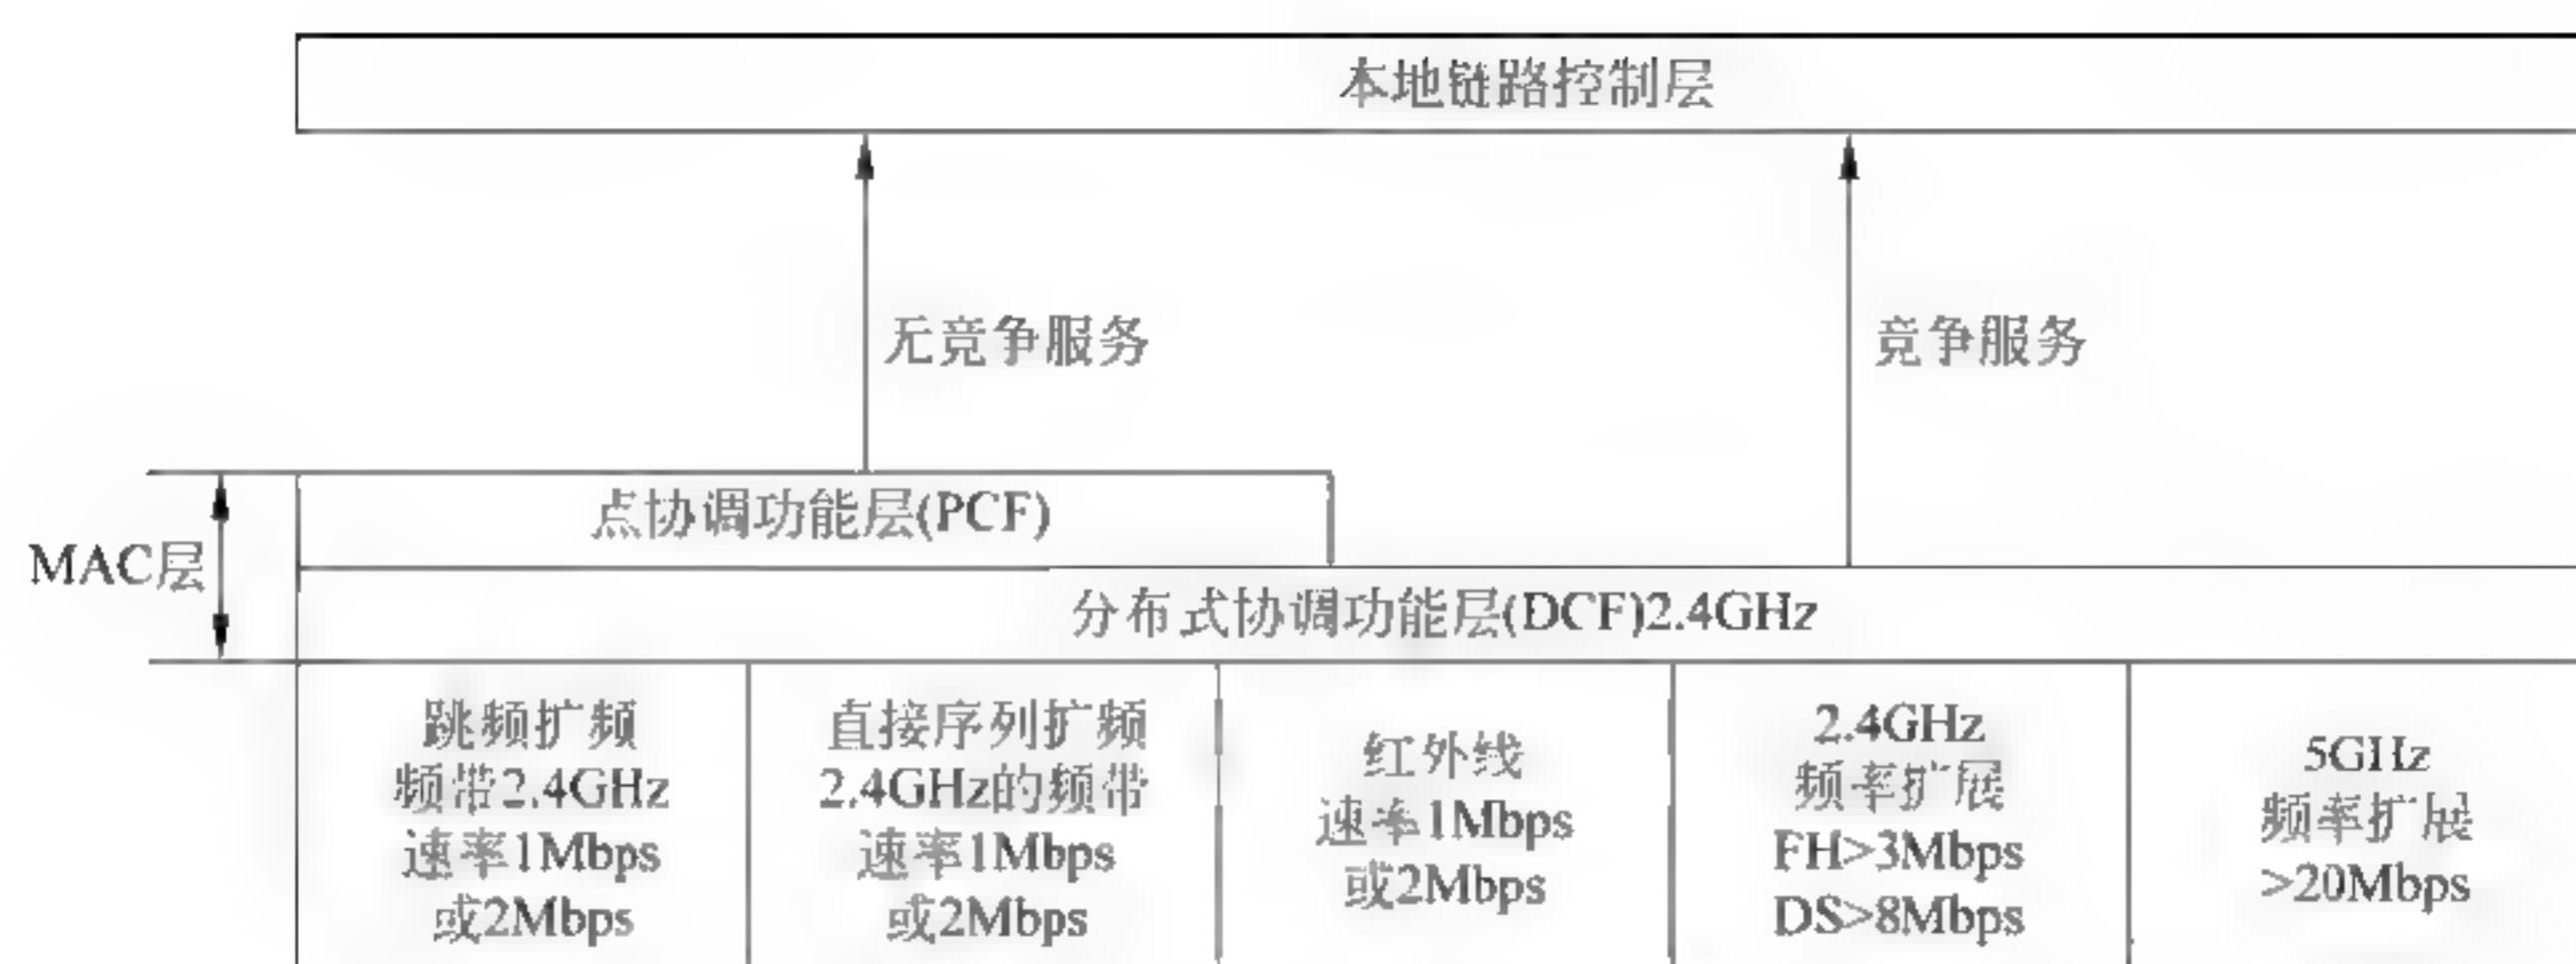 本地链路控制层
无竞争服务
竞争服务
点协调功能层(PCF)
MAC层
分布式协调功能层(DCF)2.4GHz
跳频扩频
频带2.4GHz
速率1Mbps
或2Mbps
直接序列扩频
2.4GHz的频带
速率1Mbps
或2Mbps
红外线
速率1Mbps
或2Mbps
2.4GHz
频率扩展
FH>3Mbps
DS>8Mbps
5GHz
频率扩展
>20Mbps